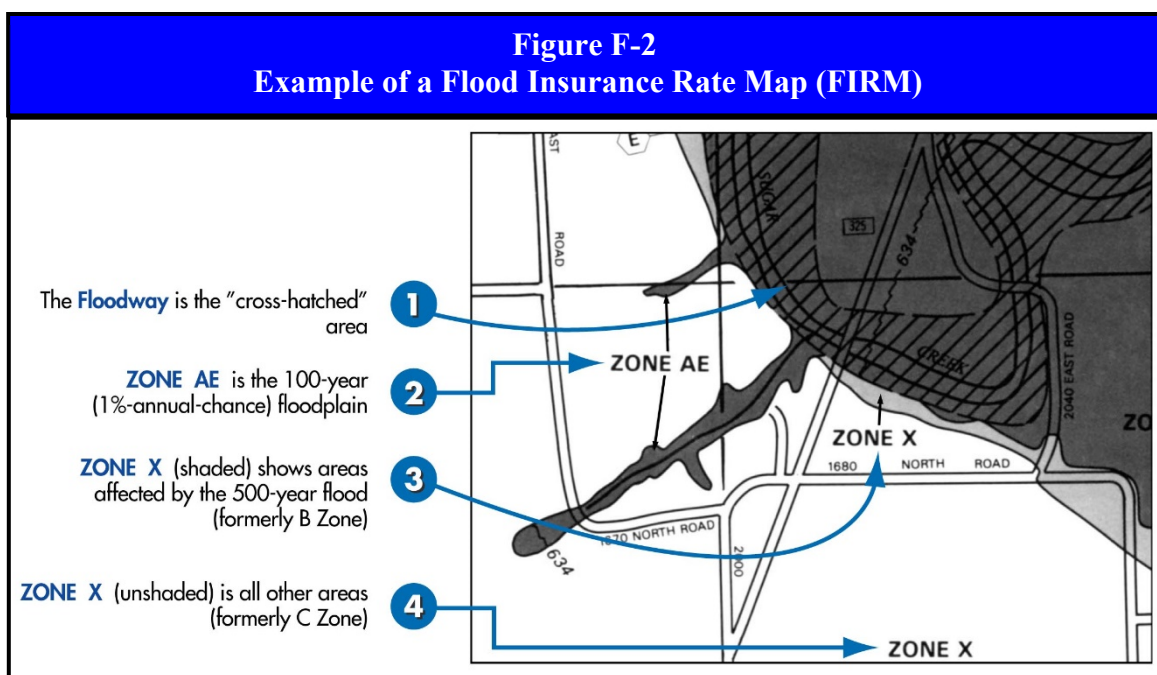 Figure F-2
Example of a Flood Insurance Rate Map (FIRM)
The Floodway is the "cross-hatched"
area
1
ZONE AE is the 100-year
(1%-annual-chance) floodplain
2
ZONE X (shaded) shows areas
affected by the 500-year flood
(formerly B Zone)
3
ZONE X (unshaded) is all other areas
(formerly C Zone)
4
AST
ROAD
E
SUGAR
325
634
ZONE AE
CREEK
2040 EAST ROAD
ZO
ZONE X
1680 NORTH ROAD
1670 NORTH ROAD
634
2000
ZONE X